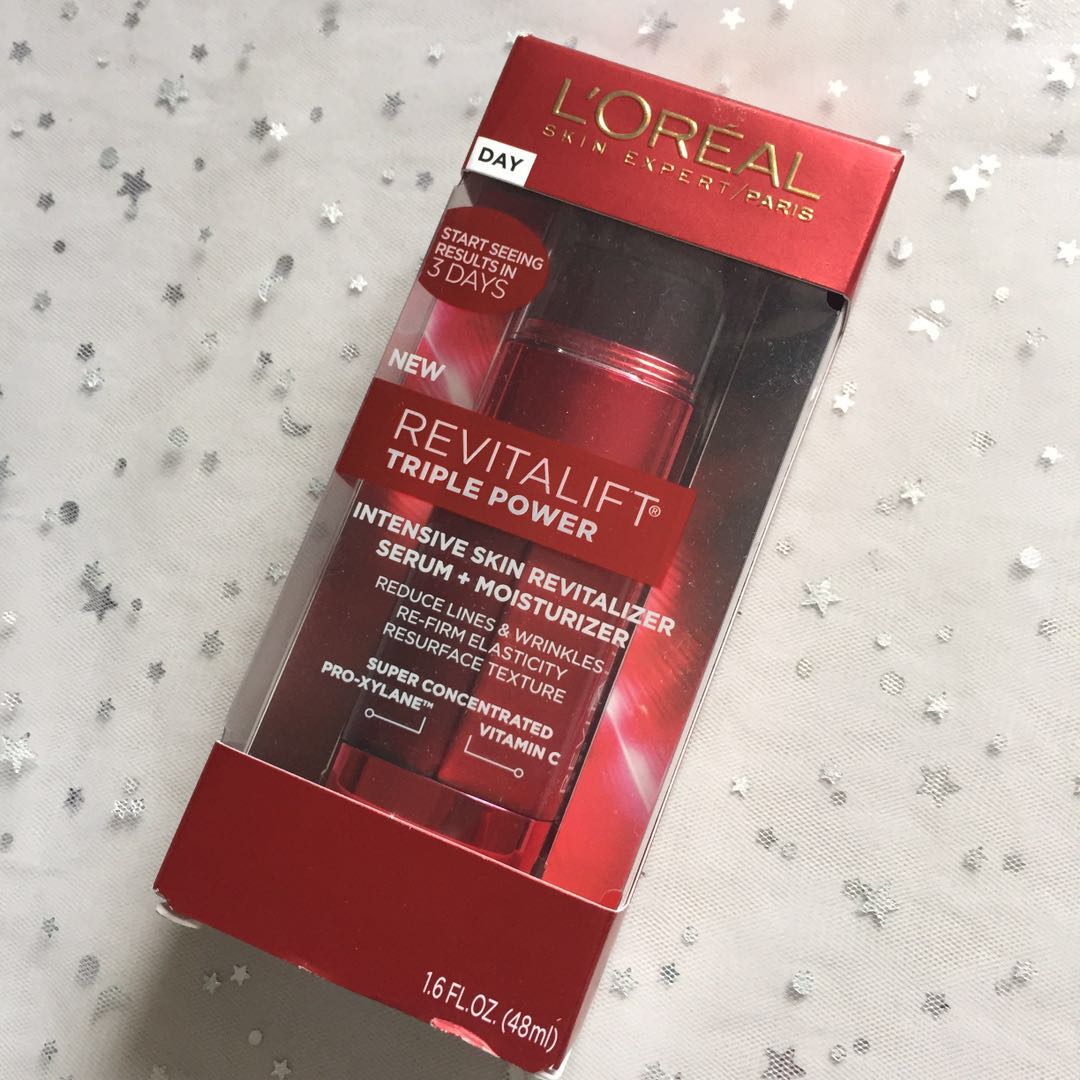 L'ORÉAL
SKIN EXPERT/PARIS
DAY
START SEEING
RESULTS IN
3 DAYS
NEW
REVITALIFT®
TRIPLE POWER
INTENSIVE SKIN REVITALIZER
SERUM + MOISTURIZER
REDUCE LINES & WRINKLES
RE-FIRM ELASTICITY
RESURFACE TEXTURE
SUPER CONCENTRATED
PRO-XYLANE™
VITAMIN C
1.6 FL.OZ. (48ml)